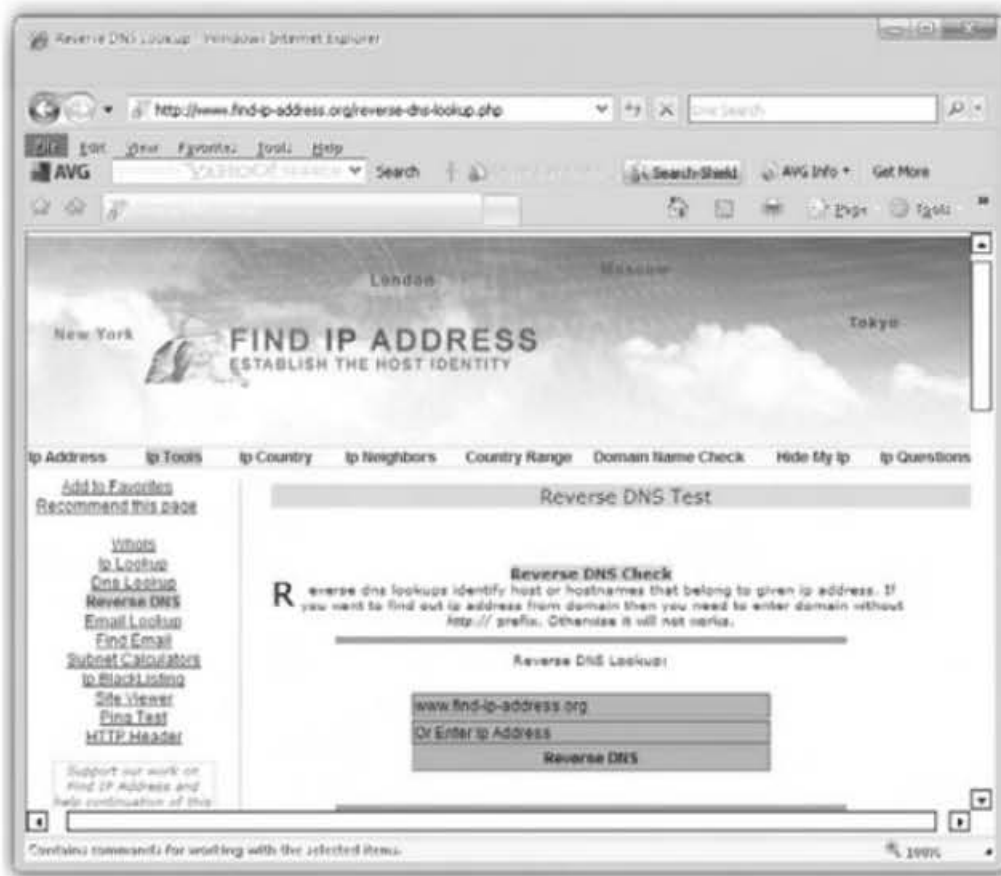 Reverse DNS Lookup - Windows Internet Explorer
http://www.find-ip-address.org/reverse-dns-lookup.php
Live Search
File Edit View Favorites Tools Help
AVG YAHOO! SEARCH Search Search-Shield AVG Info Get More
Page Tools
London Moscow
New York Tokyo
FIND IP ADDRESS
ESTABLISH THE HOST IDENTITY
Ip Address Ip Tools Ip Country Ip Neighbors Country Range Domain Name Check Hide My Ip Ip Questions
Add to Favorites
Recommend this page
WhoIs
Ip Lookup
Dns Lookup
Reverse DNS
Email Lookup
Find Email
Subnet Calculators
Ip BlackListing
Site Viewer
Ping Test
HTTP Header
Support our work on
Find IP Address and
help continuation of this
Reverse DNS Test
Reverse DNS Check
Reverse dns lookups identify host or hostnames that belong to given ip address. If
you want to find out ip address from domain then you need to enter domain without
http:// prefix. Otherwise it will not works.
Reverse DNS Lookup:
www.find-ip-address.org
Or Enter Ip Address
Reverse DNS
Contains commands for working with the selected items.
100%